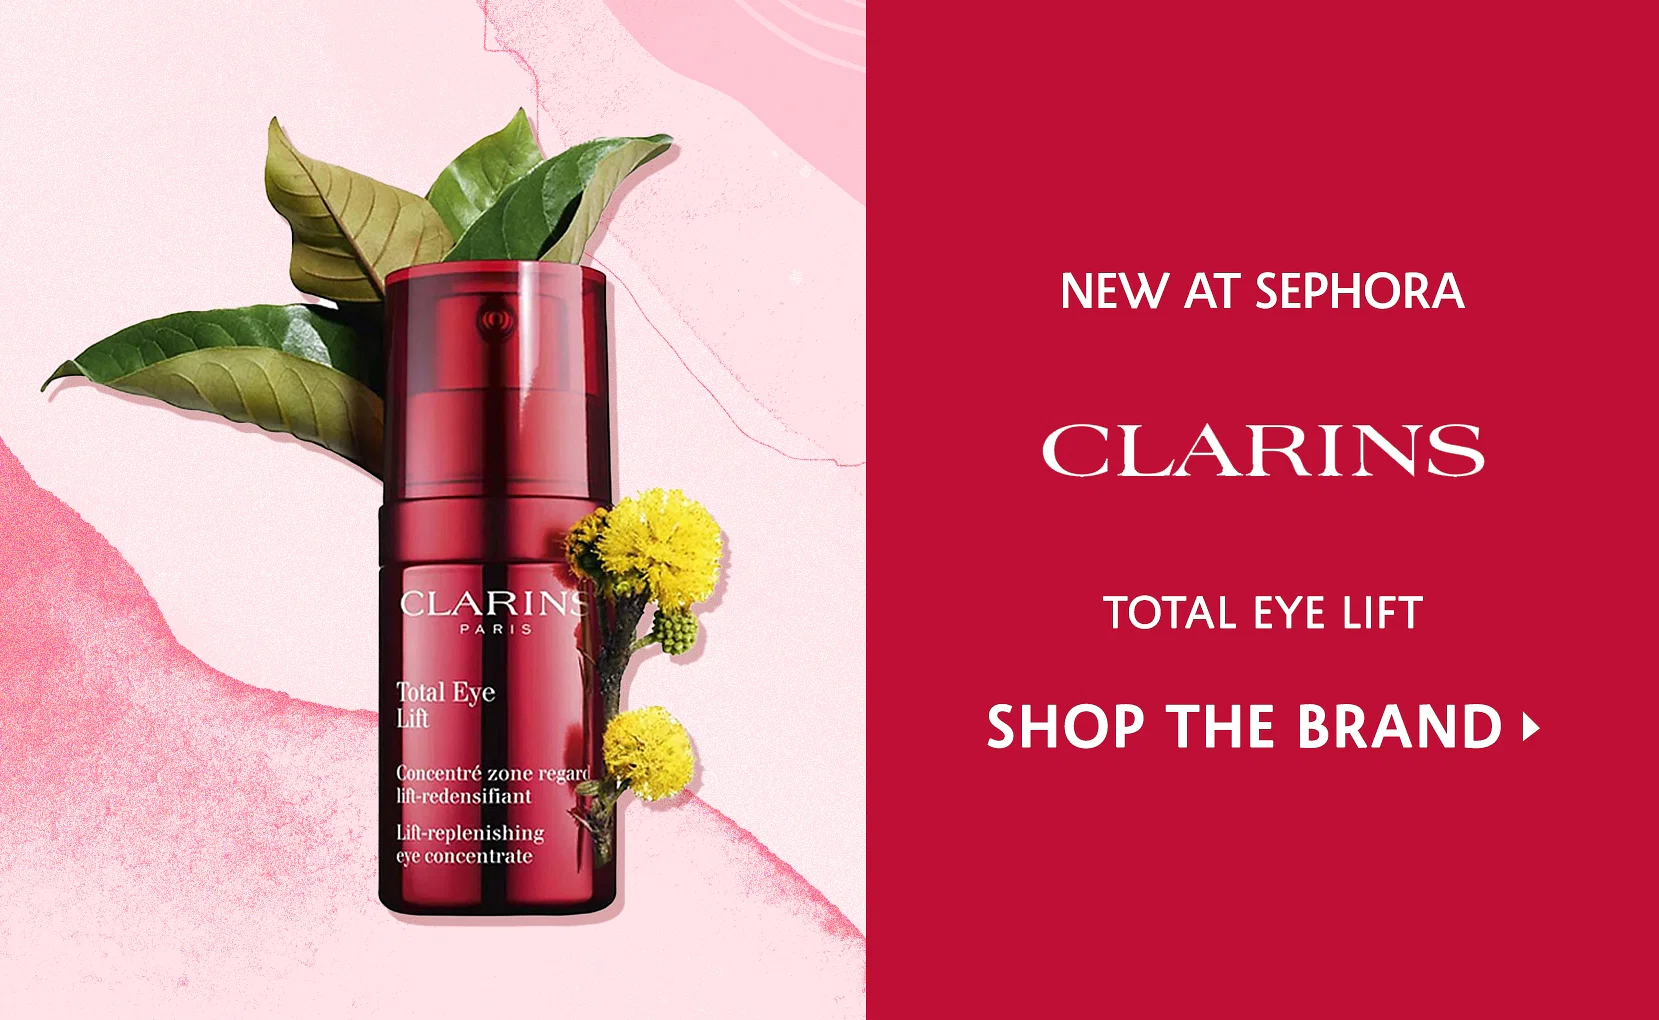 CLARINS
PARIS
Total Eye
Lift
Concentré zone regard
lift-redensifiant
Lift-replenishing
eye concentrate
NEW AT SEPHORA
CLARINS
TOTAL EYE LIFT
SHOP THE BRAND